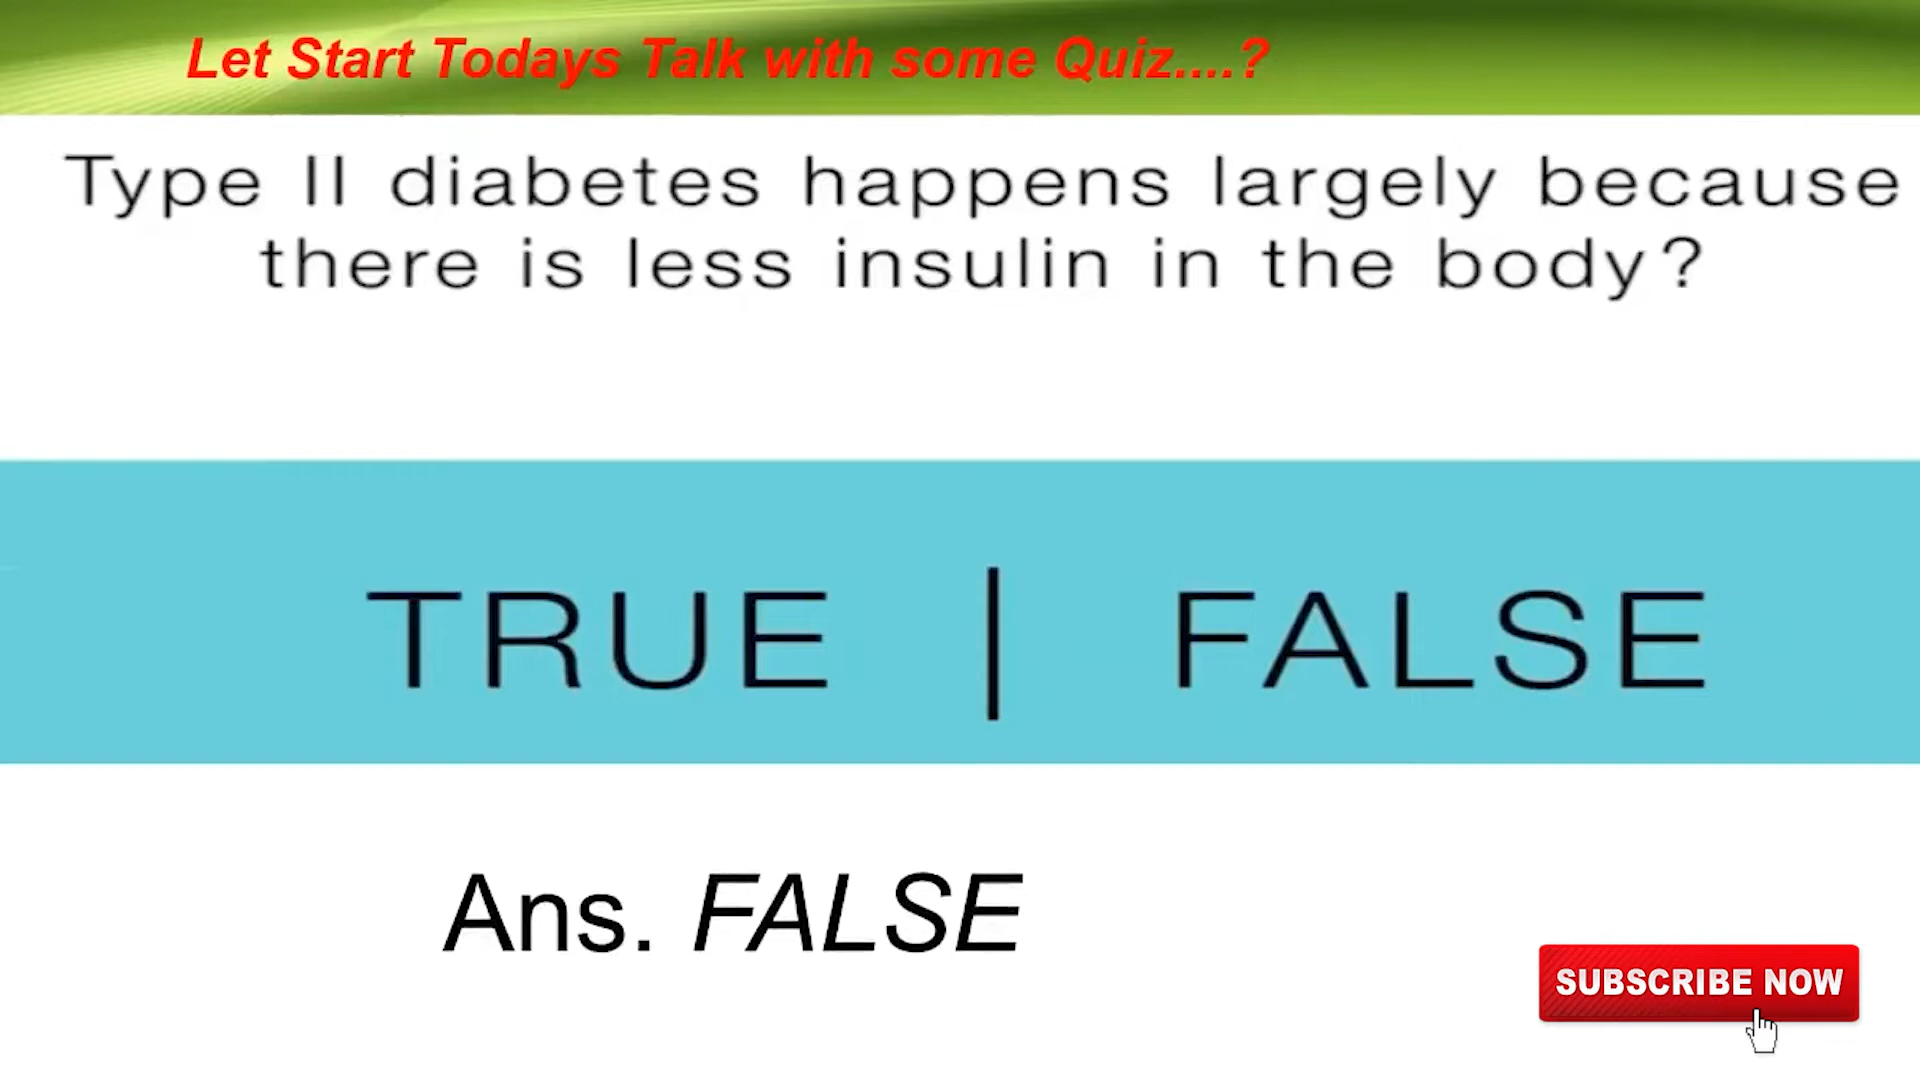 Let Start Todays Talk with some Quiz....?
Type II diabetes happens largely because
there is less insulin in the body?
TRUE | FALSE
Ans. FALSE
SUBSCRIBE NOW